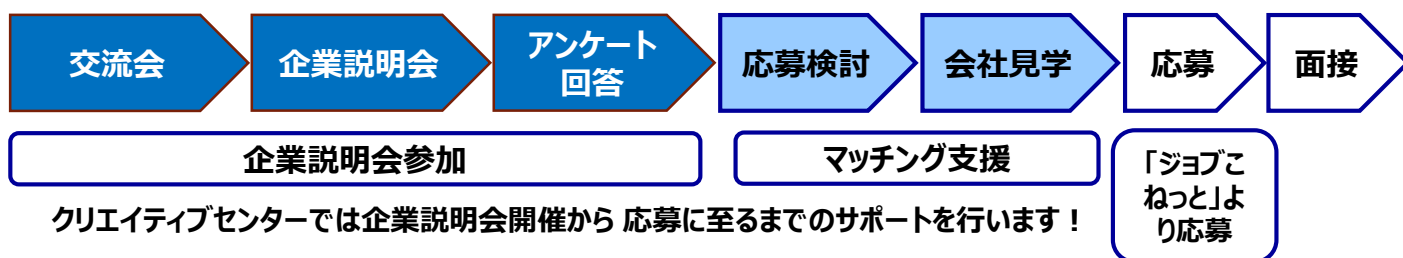 交流会
企業説明会
アンケート
回答
応募検討
会社見学
応募
面接
企業説明会参加
マッチング支援
「ジョブこ
ねっと」よ
り応募
クリエイティブセンターでは企業説明会開催から 応募に至るまでのサポートを行います！